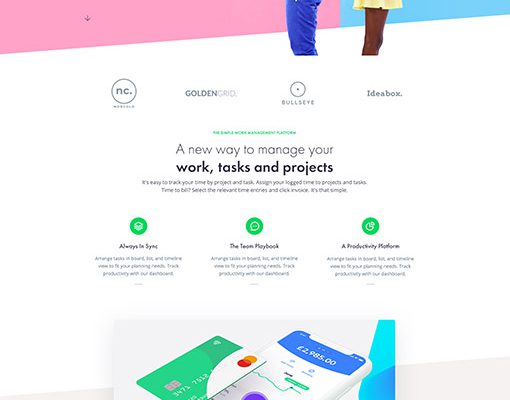 nc.
NORCOLD
GOLDENGRID.
BULLSEYE
Ideabox.
THE SIMPLE WORK MANAGEMENT PLATFORM
A new way to manage your
work, tasks and projects
It's easy to track your time by project and task. Assign your logged time to projects and tasks.
Time to bill? Select the relevant time entries and click invoice. It's that simple.
Always In Sync
The Team Playbook
A Productivity Platform
Arrange tasks in board, list, and timeline
view to fit your planning needs. Track
productivity with our dashboard.
Arrange tasks in board, list, and timeline
view to fit your planning needs. Track
productivity with our dashboard.
Arrange tasks in board, list, and timeline
view to fit your planning needs. Track
productivity with our dashboard.
£2,985.00
3473 1751